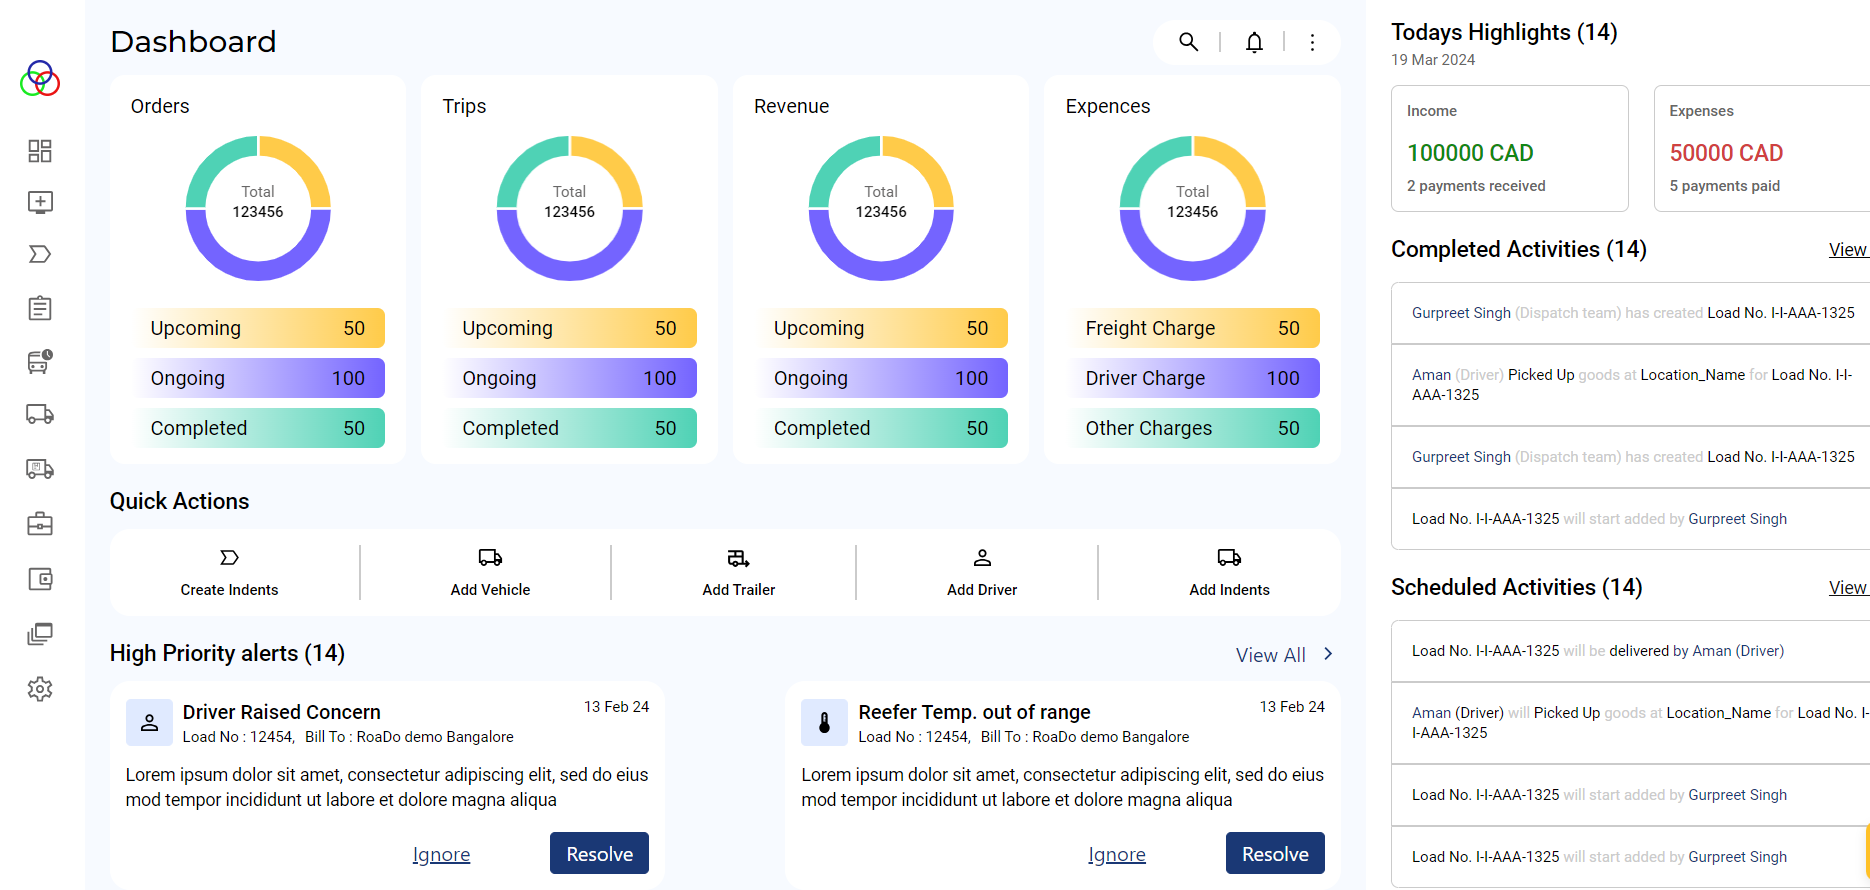 Dashboard
Orders
Total
123456
Upcoming 50
Ongoing 100
Completed 50
Trips
Total
123456
Upcoming 50
Ongoing 100
Completed 50
Revenue
Total
123456
Upcoming 50
Ongoing 100
Completed 50
Expences
Total
123456
Freight Charge 50
Driver Charge 100
Other Charges 50
Quick Actions
Create Indents
Add Vehicle
Add Trailer
Add Driver
Add Indents
High Priority alerts (14)
View All
Driver Raised Concern
13 Feb 24
Load No : 12454, Bill To : RoaDo demo Bangalore
Lorem ipsum dolor sit amet, consectetur adipiscing elit, sed do eius
mod tempor incididunt ut labore et dolore magna aliqua
Ignore
Resolve
Reefer Temp. out of range
13 Feb 24
Load No : 12454, Bill To : RoaDo demo Bangalore
Lorem ipsum dolor sit amet, consectetur adipiscing elit, sed do eius
mod tempor incididunt ut labore et dolore magna aliqua
Ignore
Resolve
Todays Highlights (14)
19 Mar 2024
Income
100000 CAD
2 payments received
Expenses
50000 CAD
5 payments paid
Completed Activities (14)
View
Gurpreet Singh (Dispatch team) has created Load No. I-I-AAA-1325
Aman (Driver) Picked Up goods at Location_Name for Load No. I-I-
AAA-1325
Gurpreet Singh (Dispatch team) has created Load No. I-I-AAA-1325
Load No. I-I-AAA-1325 will start added by Gurpreet Singh
Scheduled Activities (14)
View
Load No. I-I-AAA-1325 will be delivered by Aman (Driver)
Aman (Driver) will Picked Up goods at Location_Name for Load No. I-
I-AAA-1325
Load No. I-I-AAA-1325 will start added by Gurpreet Singh
Load No. I-I-AAA-1325 will start added by Gurpreet Singh